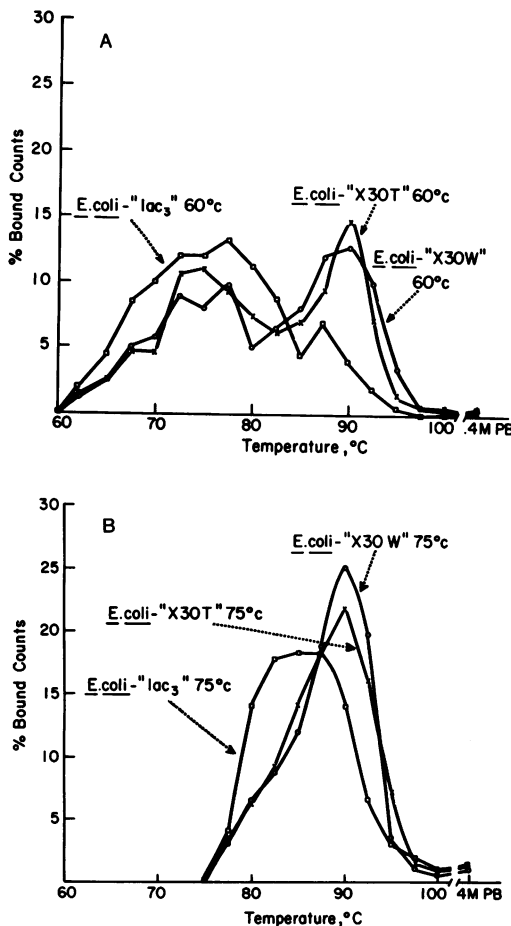 A
30
25
20
15
10
5
% Bound Counts
E.coli-"lac₃" 60°c
E.coli-"X30T" 60°c
E.coli-"X30W"
60°c
60 70 80 90 100 .4M PB
Temperature, °C
B
30
25
20
15
10
5
% Bound Counts
E.coli-"X30 W" 75°c
E.coli-"X30T" 75°c
E.coli-"lac₃" 75°c
60 70 80 90 100 .4M PB
Temperature, °C